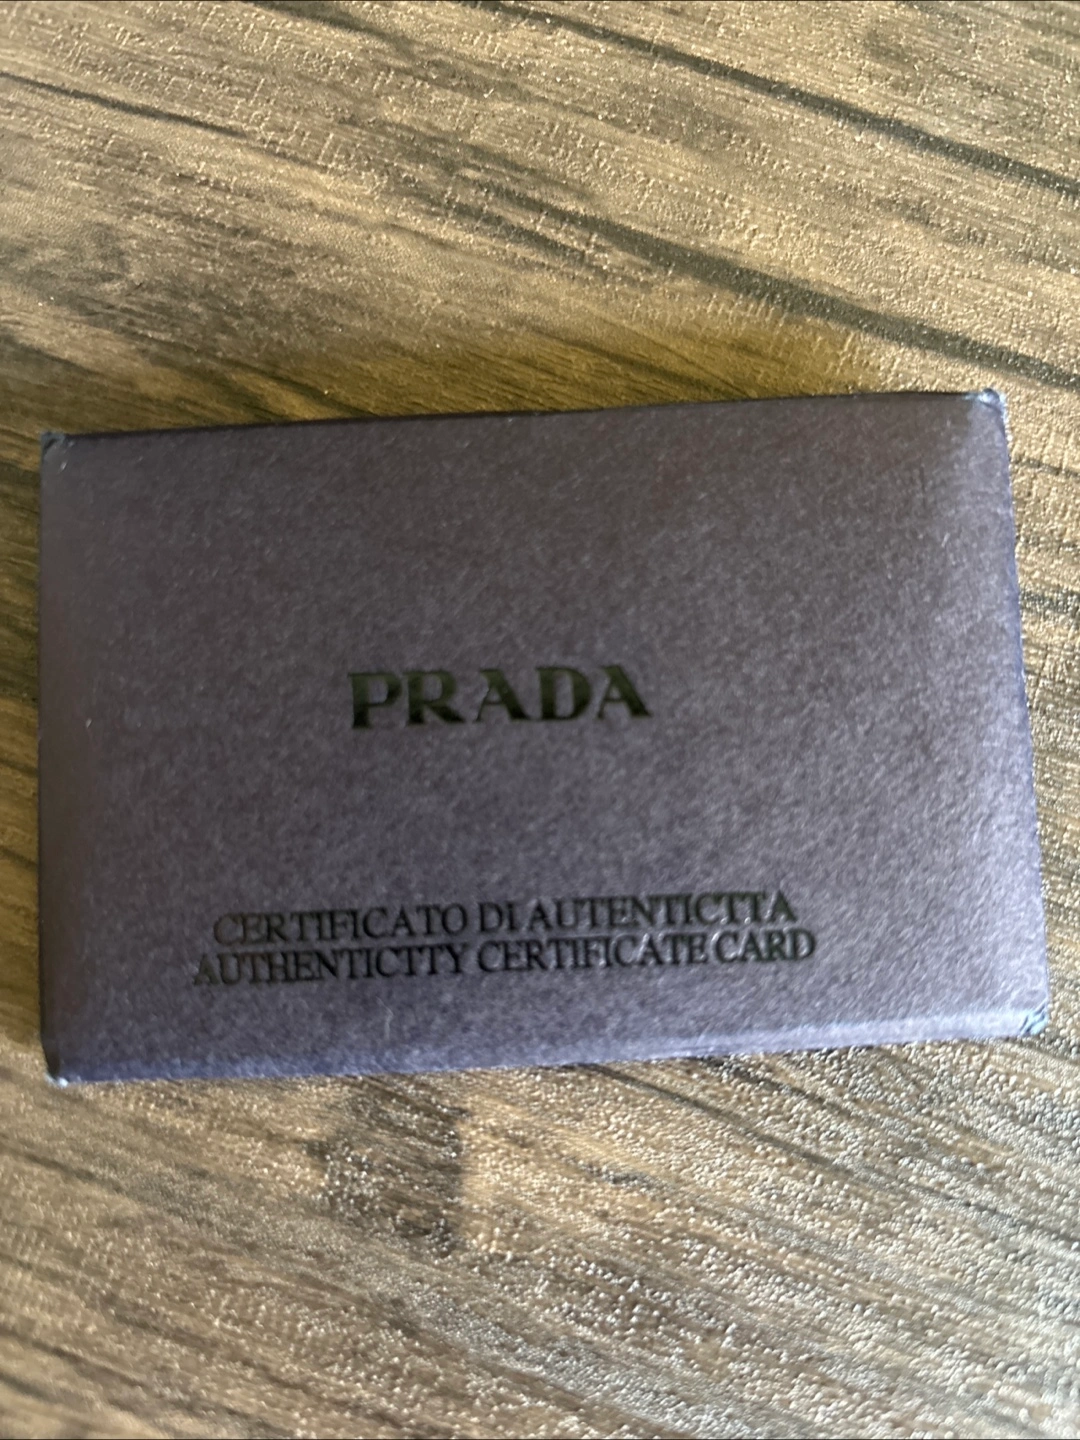 PRADA
CERTIFICATO DI AUTENTICTTA
AUTHENTICTTY CERTIFICATE CARD